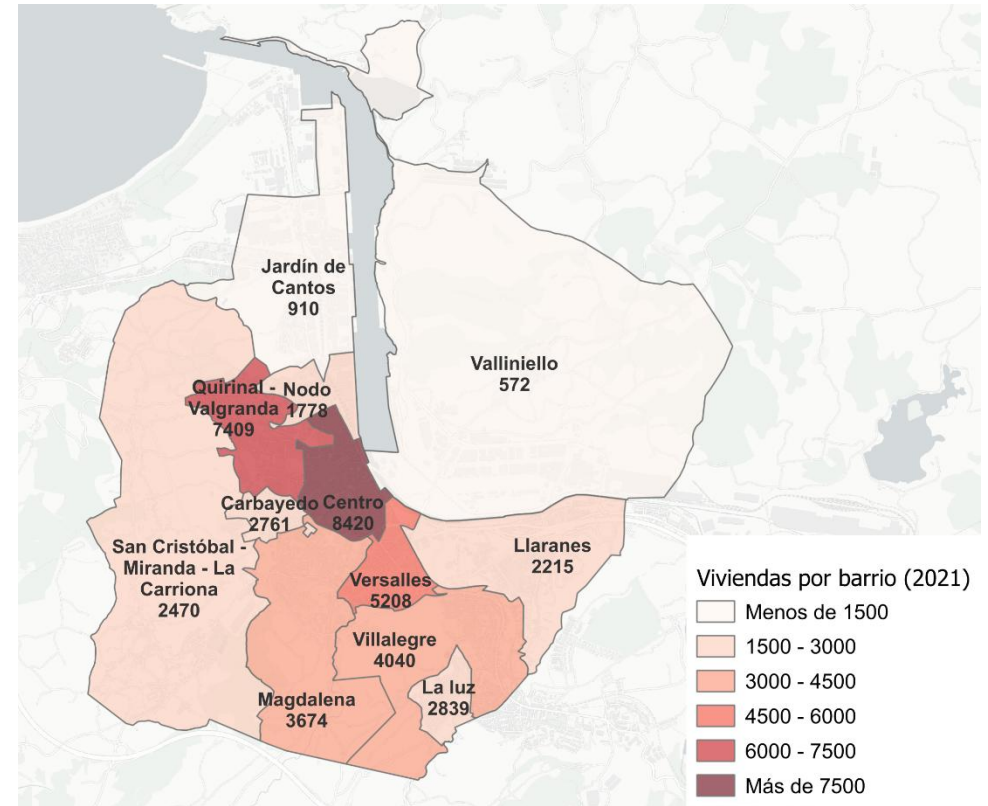 Jardín de
Cantos
910
Valliniello
572
Quirinal -
Valgranda
7409
Nodo
1778
Carbayedo
2761
Centro
8420
San Cristóbal -
Miranda - La
Carriona
2470
Llaranes
2215
Versalles
5208
Villalegre
4040
La luz
2839
Magdalena
3674
Viviendas por barrio (2021)
Menos de 1500
1500 - 3000
3000 - 4500
4500 - 6000
6000 - 7500
Más de 7500